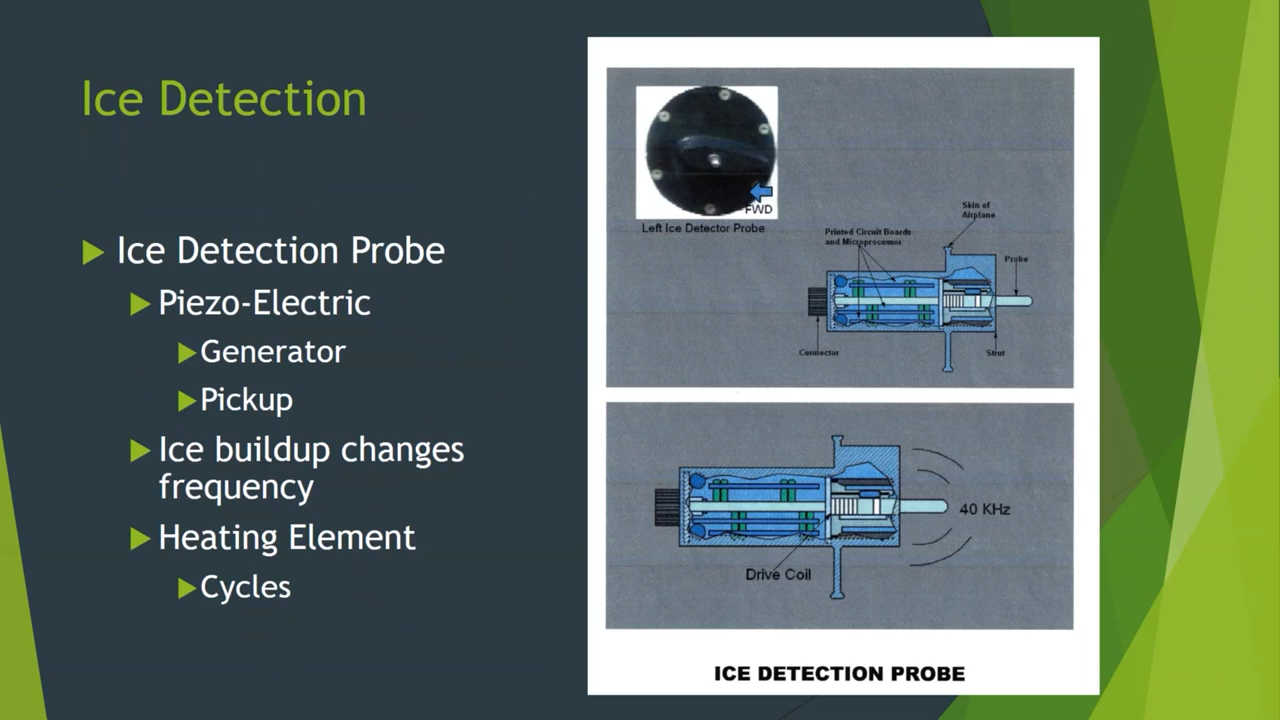 Ice Detection
Ice Detection Probe
Piezo-Electric
Generator
Pickup
Ice buildup changes
frequency
Heating Element
Cycles
FWD
Left Ice Detector Probe
Skin of
Airplane
Printed Circuit Boards
and Microprocessor
Probe
Connector
Strut
40 KHz
Drive Coil
ICE DETECTION PROBE